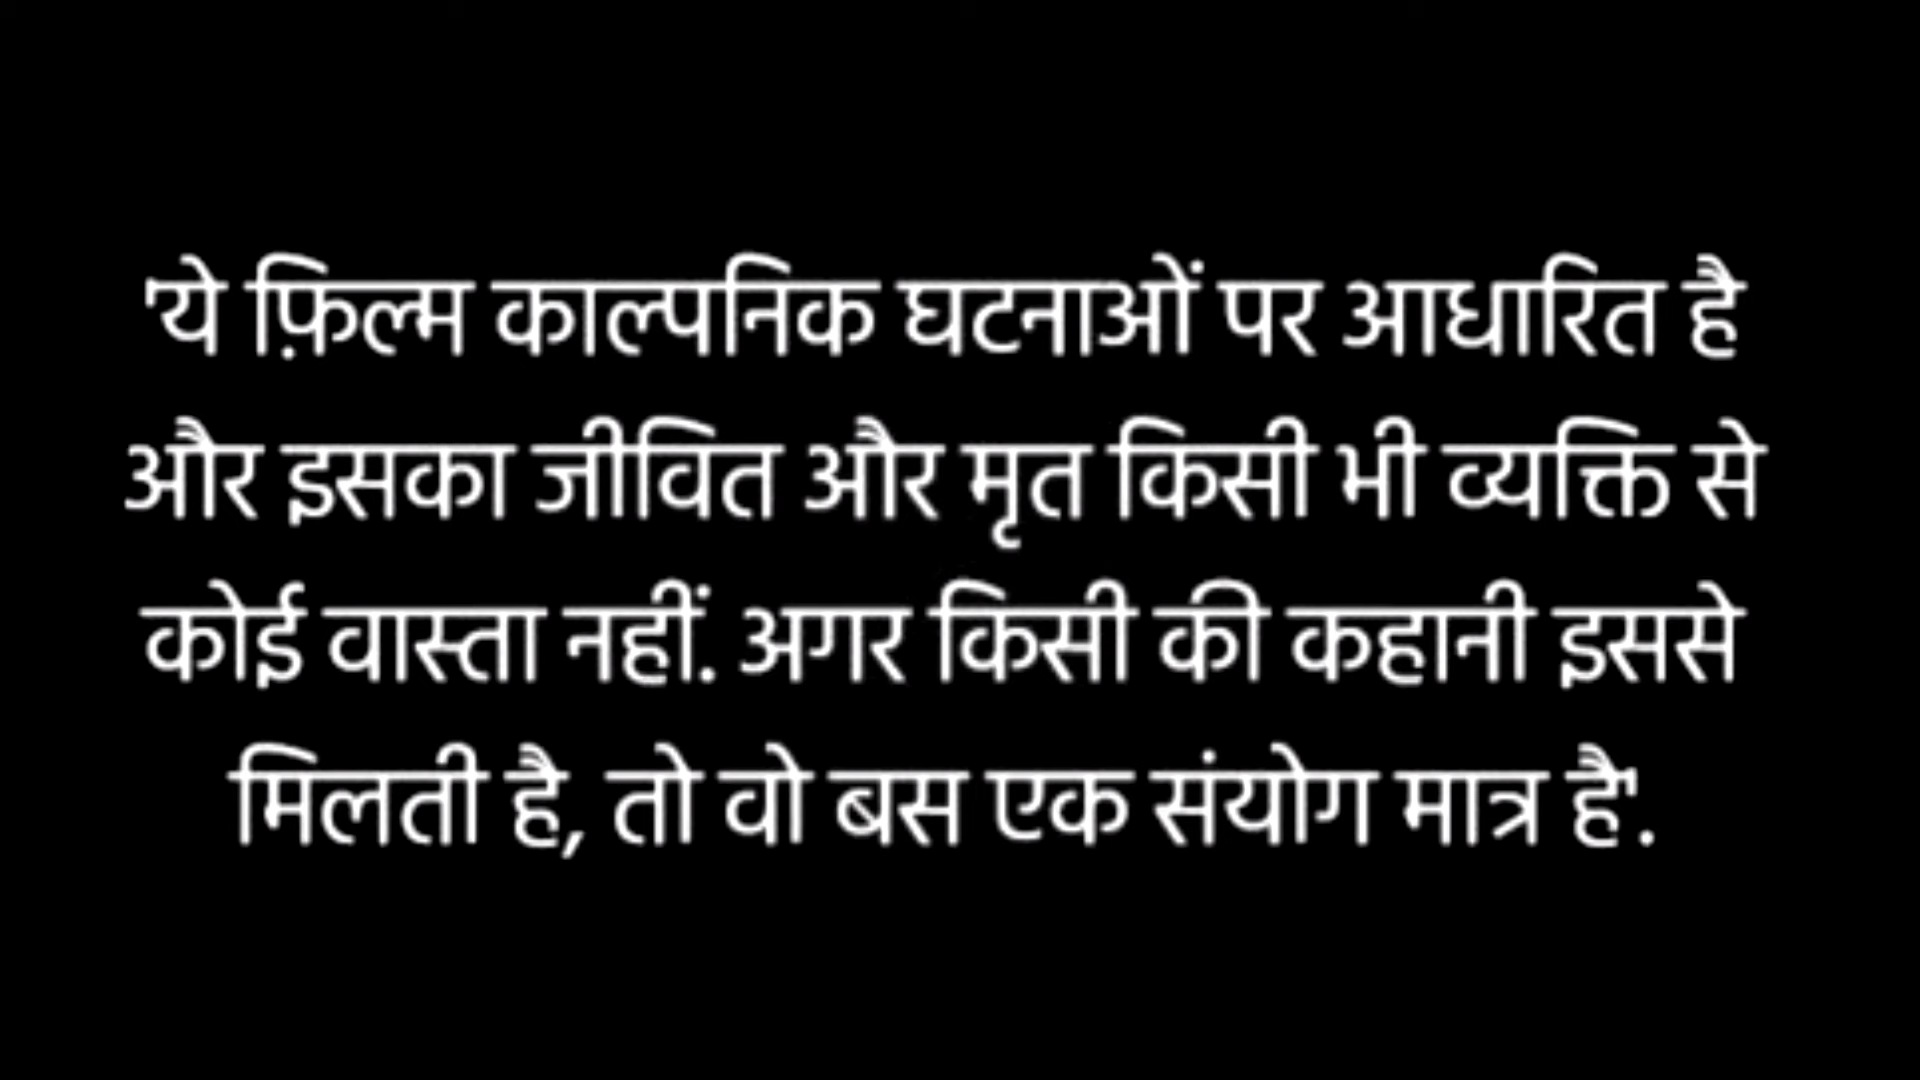 'ये फ़िल्म काल्पनिक घटनाओं पर आधारित है
और इसका जीवित और मृत किसी भी व्यक्ति से
कोई वास्ता नहीं. अगर किसी की कहानी इससे
मिलती है, तो वो बस एक संयोग मात्र है'.